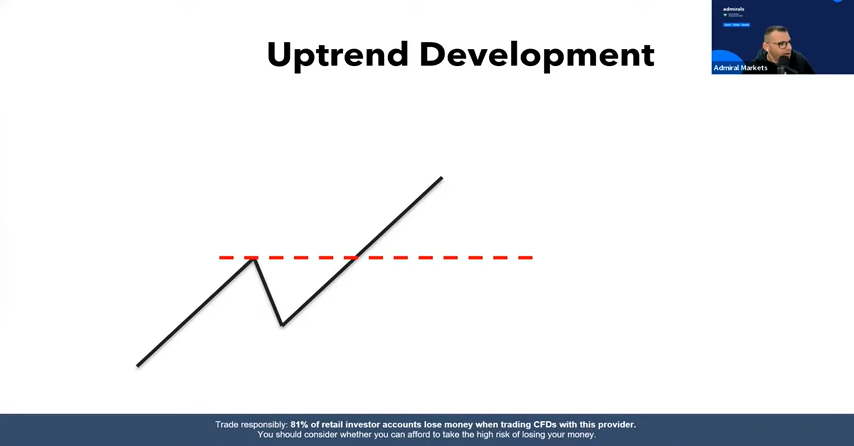 Uptrend Development
admirals
Admiral Markets
Trade responsibly: 81% of retail investor accounts lose money when trading CFDs with this provider.
You should consider whether you can afford to take the high risk of losing your money.